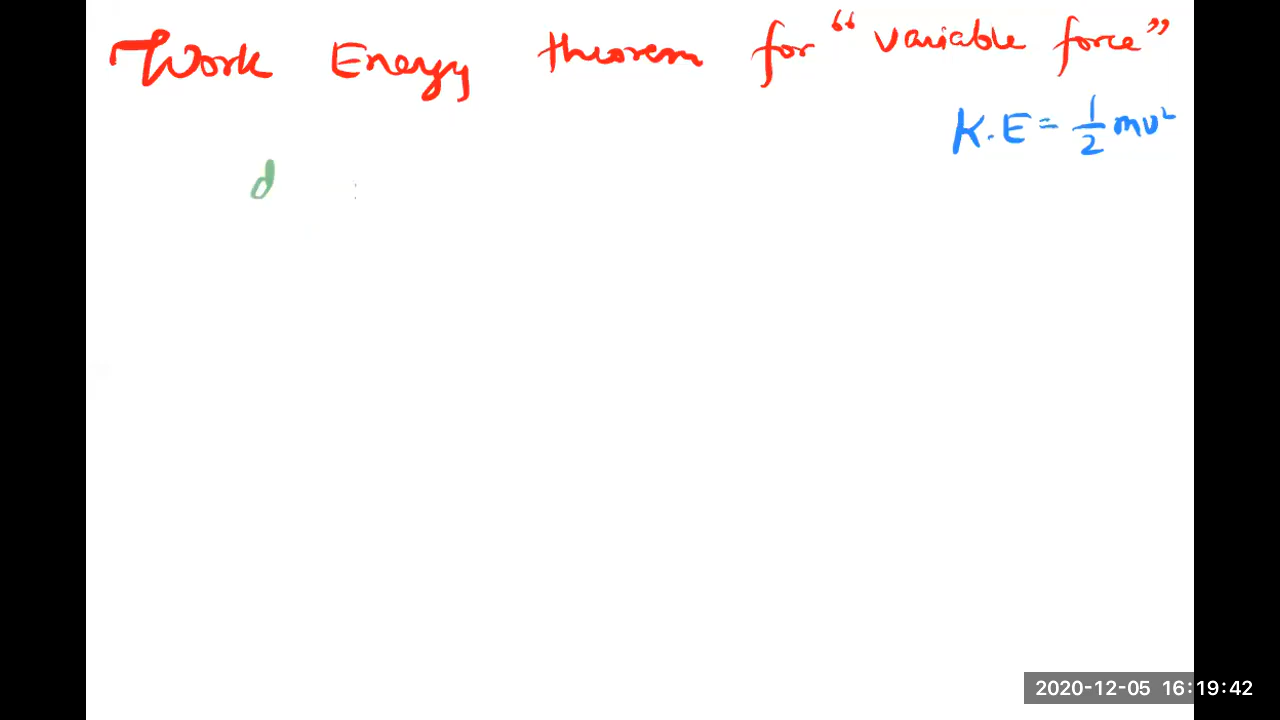 Work Energy theorem for “variable force”
K.E = 1/2 mv²
d
2020-12-05 16:19:42